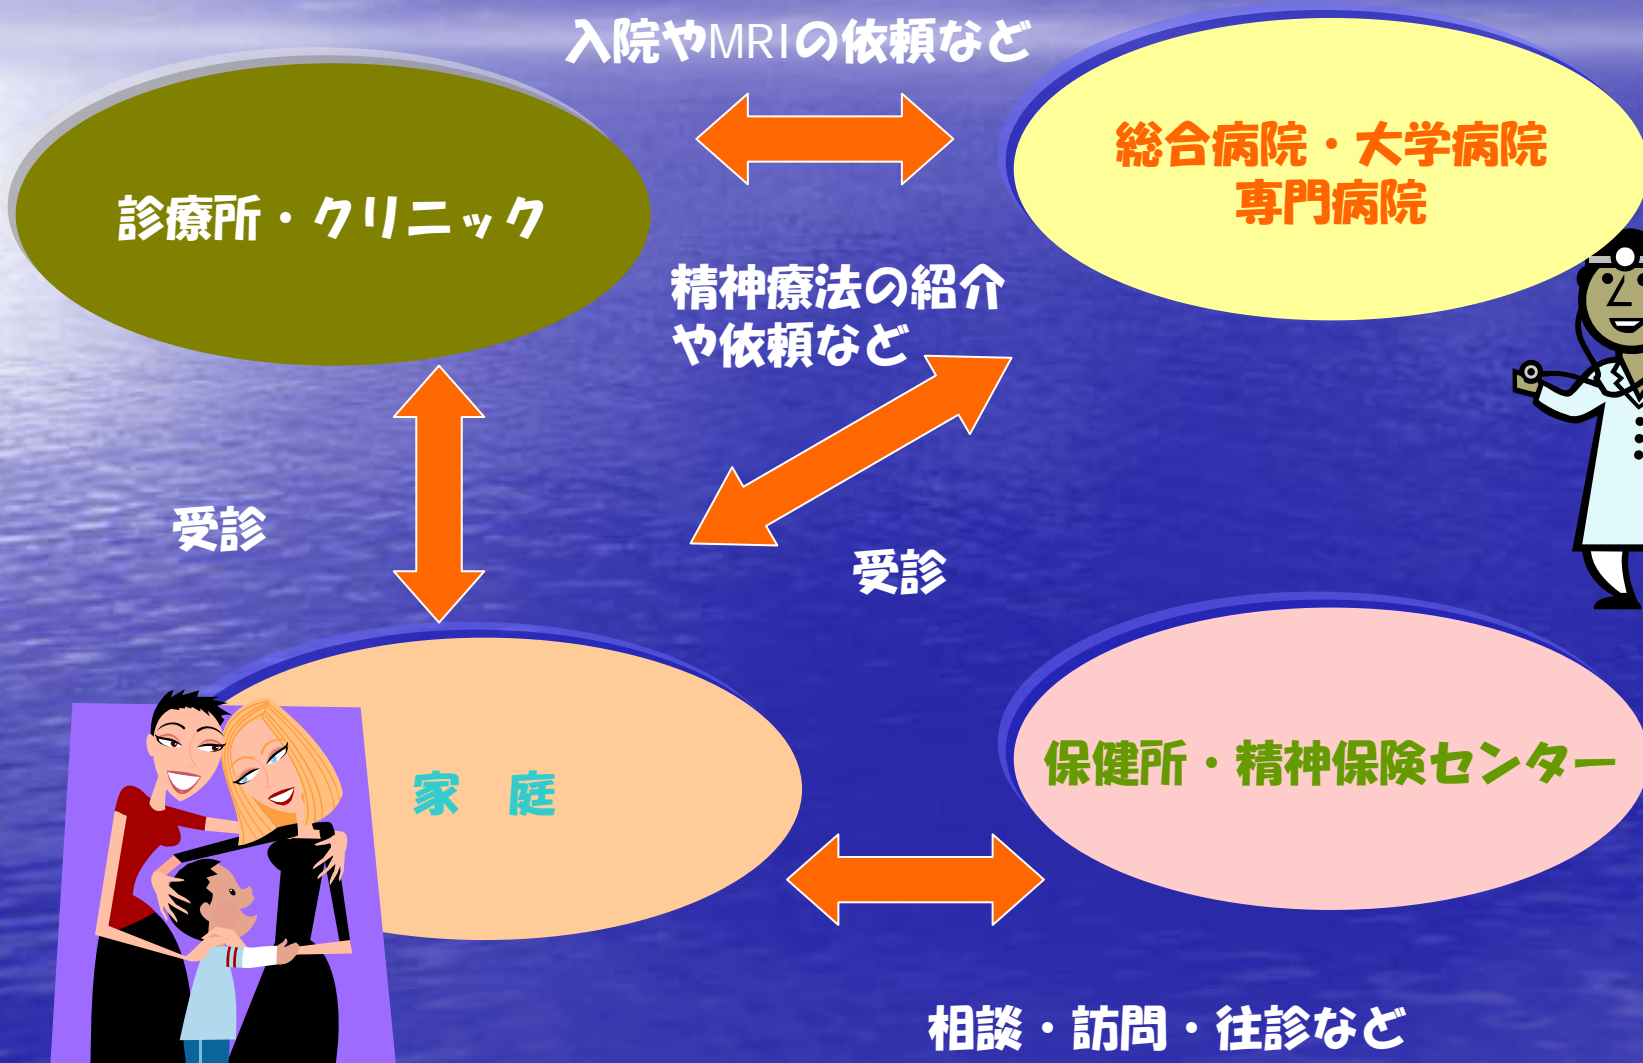 入院やMRIの依頼など
総合病院・大学病院
専門病院
診療所・クリニック
精神療法の紹介
や依頼など
受診
受診
家　庭
保健所・精神保険センター
相談・訪問・往診など